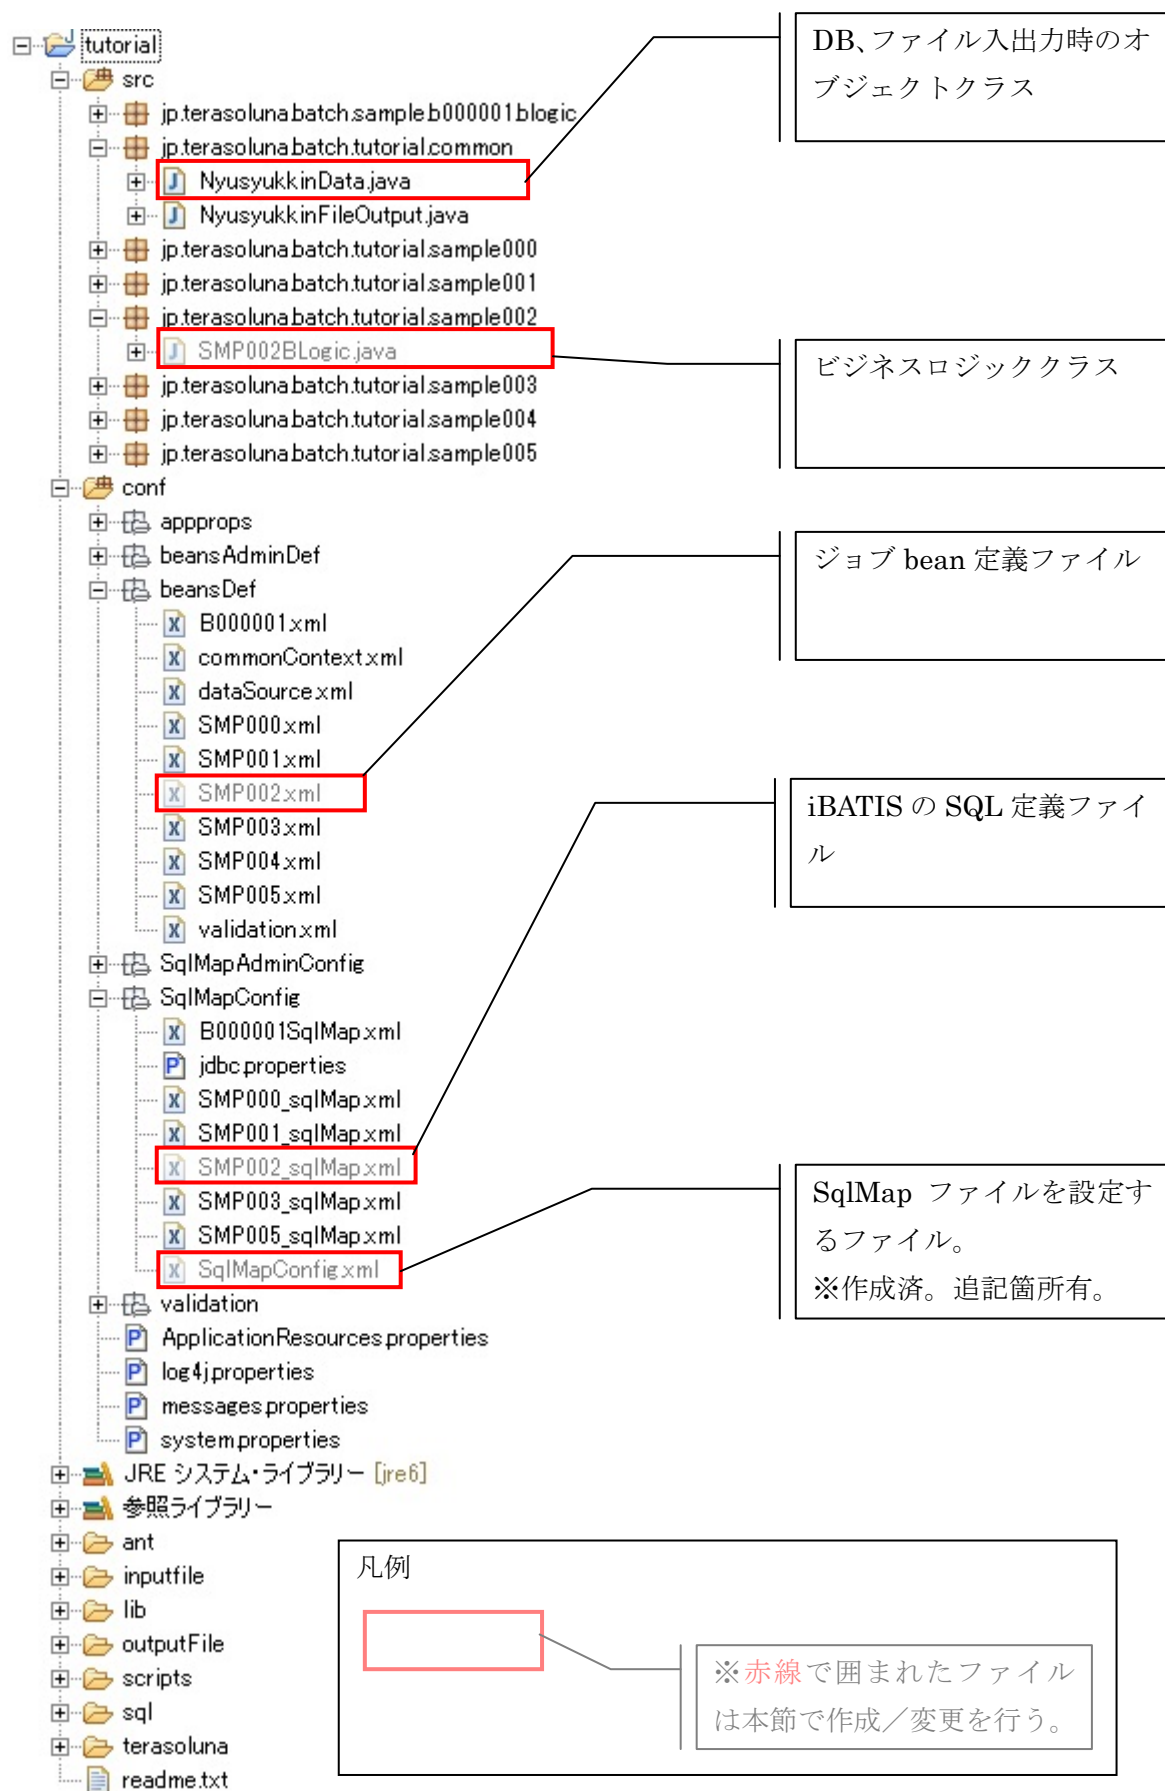 tutorial
src
jp.terasoluna.batch.sample.b000001.blogic
jp.terasoluna.batch.tutorial.common
NyusyukkinData.java
NyusyukkinFileOutput.java
jp.terasoluna.batch.tutorial.sample000
jp.terasoluna.batch.tutorial.sample001
jp.terasoluna.batch.tutorial.sample002
SMP002BLogic.java
jp.terasoluna.batch.tutorial.sample003
jp.terasoluna.batch.tutorial.sample004
jp.terasoluna.batch.tutorial.sample005
conf
appprops
beansAdminDef
beansDef
B000001.xml
commonContext.xml
dataSource.xml
SMP000.xml
SMP001.xml
SMP002.xml
SMP003.xml
SMP004.xml
SMP005.xml
validation.xml
SqlMapAdminConfig
SqlMapConfig
B000001SqlMap.xml
jdbc.properties
SMP000_sqlMap.xml
SMP001_sqlMap.xml
SMP002_sqlMap.xml
SMP003_sqlMap.xml
SMP005_sqlMap.xml
SqlMapConfig.xml
validation
ApplicationResources.properties
log4j.properties
messages.properties
system.properties
JRE システム・ライブラリー [jre6]
参照ライブラリー
ant
inputfile
lib
outputFile
scripts
sql
terasoluna
readme.txt
DB、ファイル入出力時のオ
ブジェクトクラス
ビジネスロジッククラス
ジョブ bean 定義ファイル
iBATIS の SQL 定義ファイ
ル
SqlMap ファイルを設定す
るファイル。
※作成済。追記箇所有。
凡例
※赤線で囲まれたファイル
は本節で作成／変更を行う。